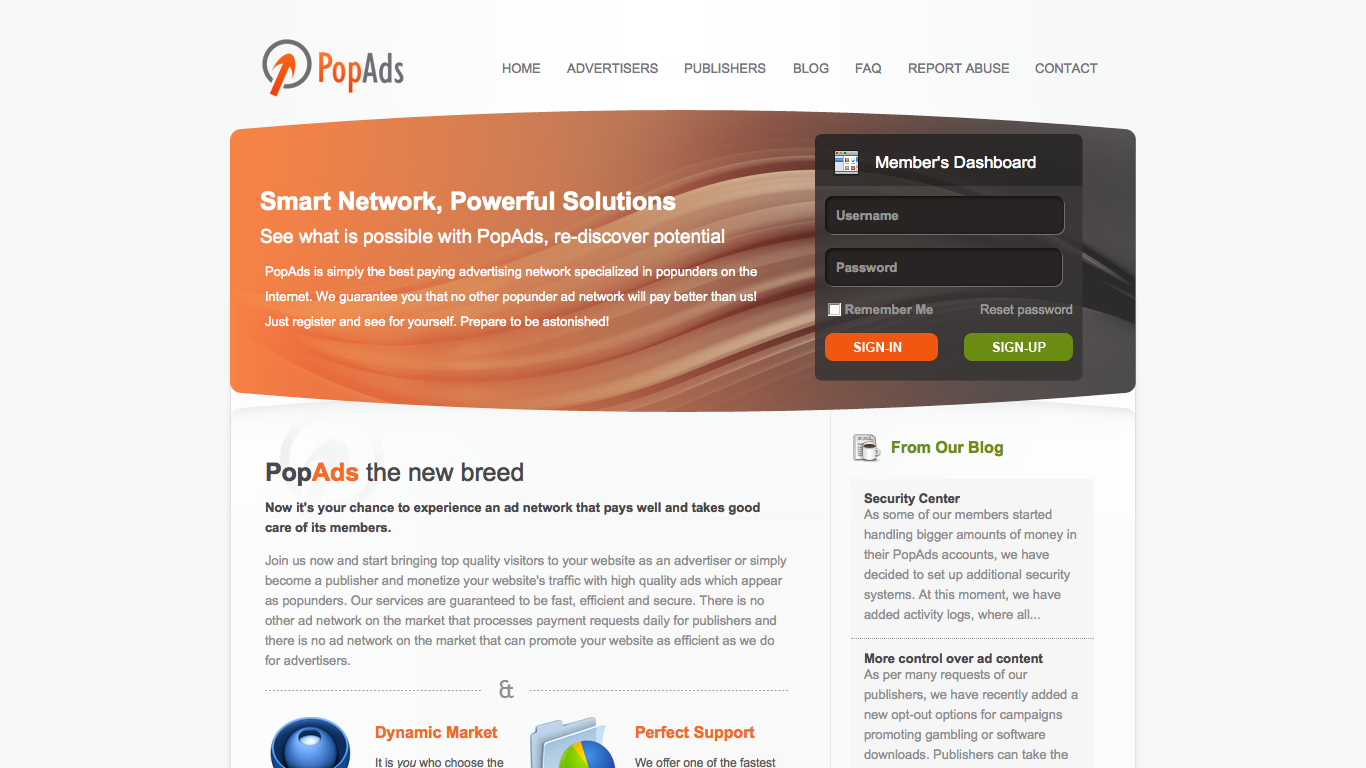 PopAds
HOME
ADVERTISERS
PUBLISHERS
BLOG
FAQ
REPORT ABUSE
CONTACT
Smart Network, Powerful Solutions
See what is possible with PopAds, re-discover potential
PopAds is simply the best paying advertising network specialized in popunders on the
Internet. We guarantee you that no other popunder ad network will pay better than us!
Just register and see for yourself. Prepare to be astonished!
Member's Dashboard
Username
Password
Remember Me
Reset password
SIGN-IN
SIGN-UP
PopAds the new breed
Now it's your chance to experience an ad network that pays well and takes good
care of its members.
Join us now and start bringing top quality visitors to your website as an advertiser or simply
become a publisher and monetize your website's traffic with high quality ads which appear
as popunders. Our services are guaranteed to be fast, efficient and secure. There is no
other ad network on the market that processes payment requests daily for publishers and
there is no ad network on the market that can promote your website as efficient as we do
for advertisers.
&
Dynamic Market
It is you who choose the
Perfect Support
We offer one of the fastest
From Our Blog
Security Center
As some of our members started
handling bigger amounts of money in
their PopAds accounts, we have
decided to set up additional security
systems. At this moment, we have
added activity logs, where all...
More control over ad content
As per many requests of our
publishers, we have recently added a
new opt-out options for campaigns
promoting gambling or software
downloads. Publishers can take the